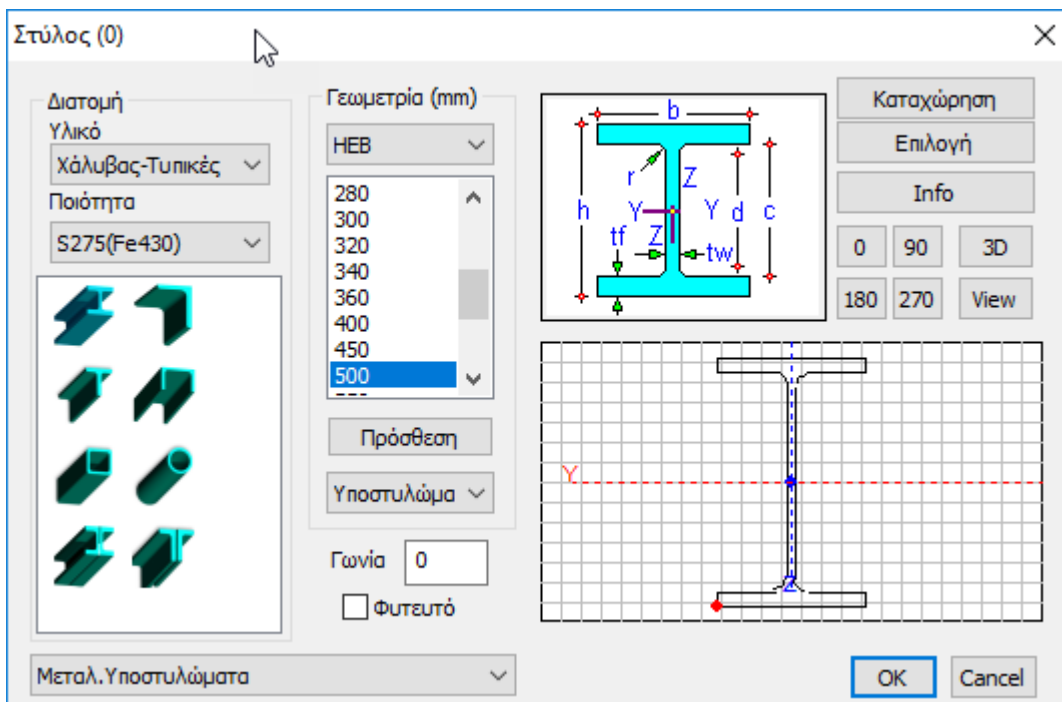 Στύλος (0)
Διατομή
Υλικό
Χάλυβας-Τυπικές
Ποιότητα
S275(Fe430)
Γεωμετρία (mm)
HEB
280
300
320
340
360
400
450
500
Πρόσθεση
Υποστυλώμα
Γωνία 0
Φυτευτό
Μεταλ.Υποστυλώματα
b
r
Z
h
Y
Y
d
c
tf
Z
tw
Καταχώρηση
Επιλογή
Info
0 90 3D
180 270 View
Y
Z
OK Cancel